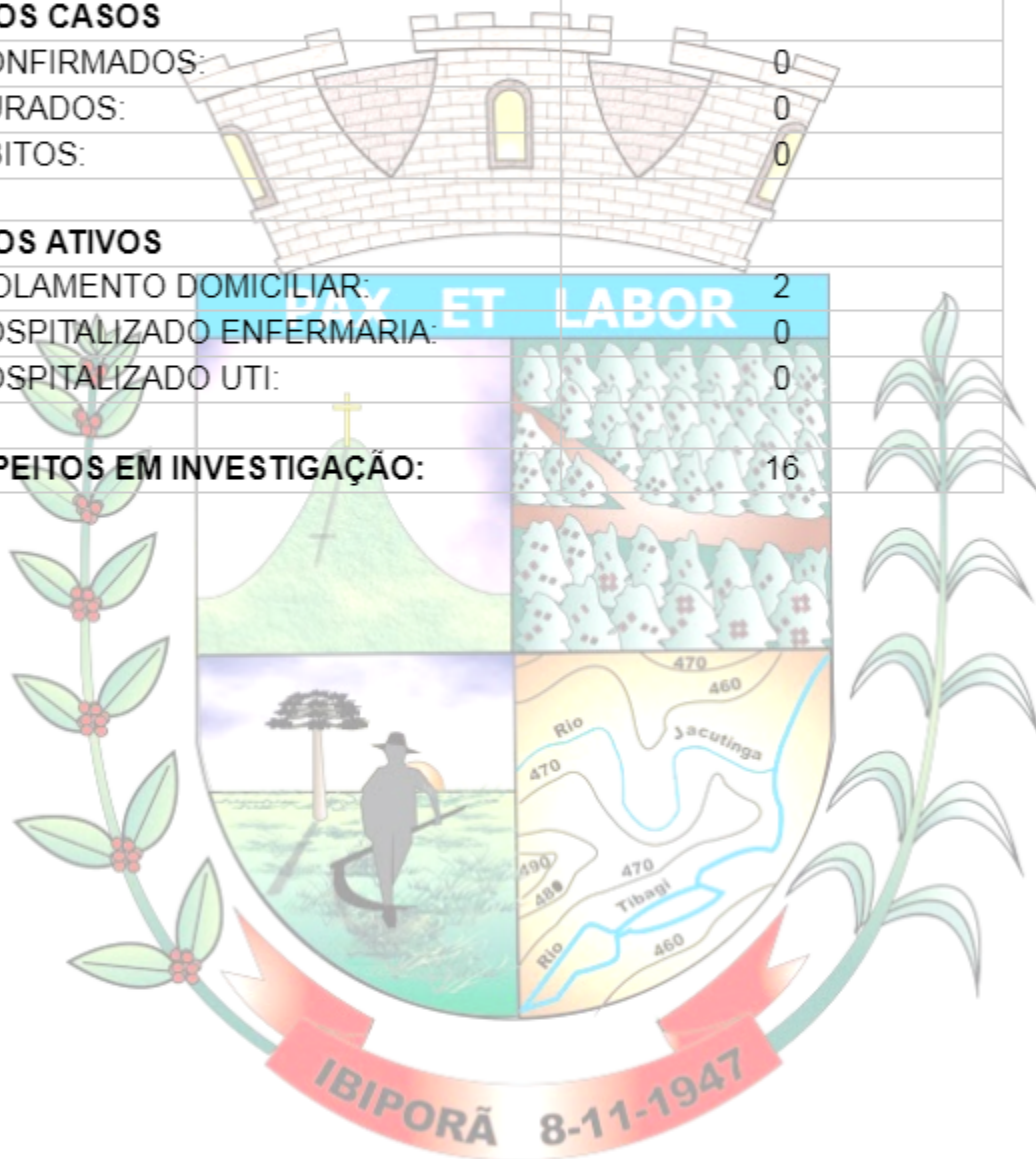 OS CASOS
ONFIRMADOS: 0
URADOS: 0
BITOS: 0
OS ATIVOS
OLAMENTO DOMICILIAR: 2
PAX ET LABOR
OSPITALIZADO ENFERMARIA: 0
OSPITALIZADO UTI: 0
PEITOS EM INVESTIGAÇÃO: 16
470
460
Rio Jacutinga
470
490
480
470
Rio Tibagi
460
IBIPORÃ 8-11-1947